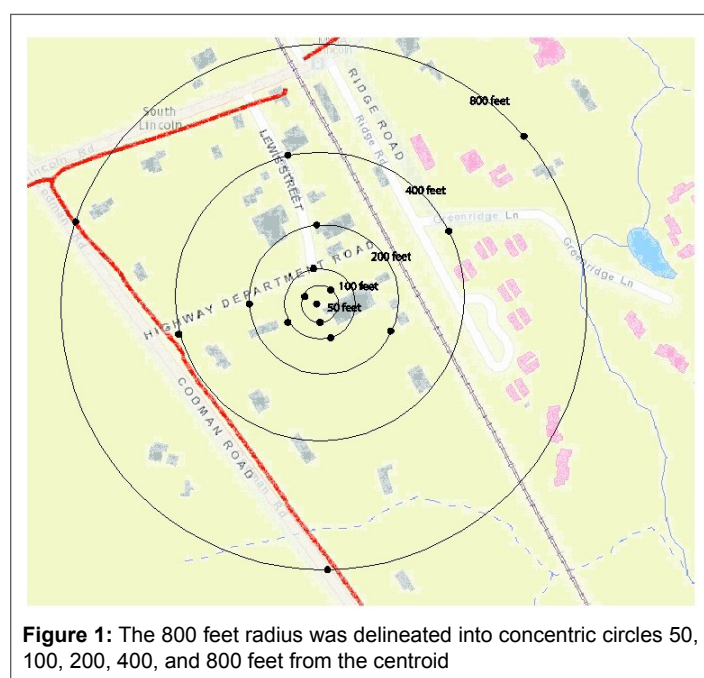 South
Lincoln
Lincoln Rd
LEWIS STREET
RIDGE ROAD
Ridge Rd
800 feet
400 feet
Greenridge Ln
Greenridge Ln
200 feet
HIGHWAY DEPARTMENT ROAD
100 feet
50 feet
CODMAN ROAD
Figure 1: The 800 feet radius was delineated into concentric circles 50,
100, 200, 400, and 800 feet from the centroid